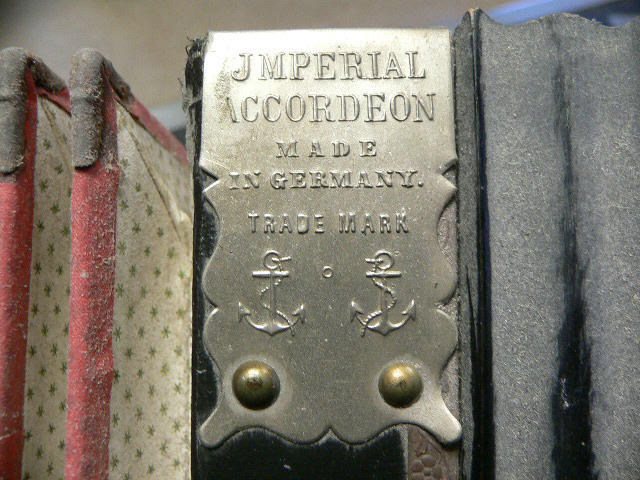 JMPERIAL
ACCORDEON
MADE
IN GERMANY.
TRADE MARK